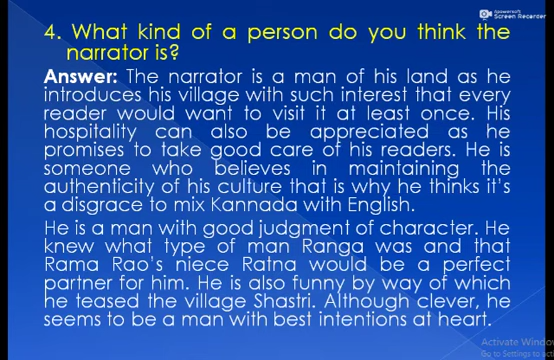 Apowersoft
Screen Recorder
4. What kind of a person do you think the
narrator is?
Answer: The narrator is a man of his land as he
introduces his village with such interest that every
reader would want to visit it at least once. His
hospitality can also be appreciated as he
promises to take good care of his readers. He is
someone who believes in maintaining the
authenticity of his culture that is why he thinks it's
a disgrace to mix Kannada with English.
He is a man with good judgment of character. He
knew what type of man Ranga was and that
Rama Rao's niece Ratna would be a perfect
partner for him. He is also funny by way of which
he teased the village Shastri. Although clever, he
seems to be a man with best intentions at heart.
Activate Windo
Go to Settings to act